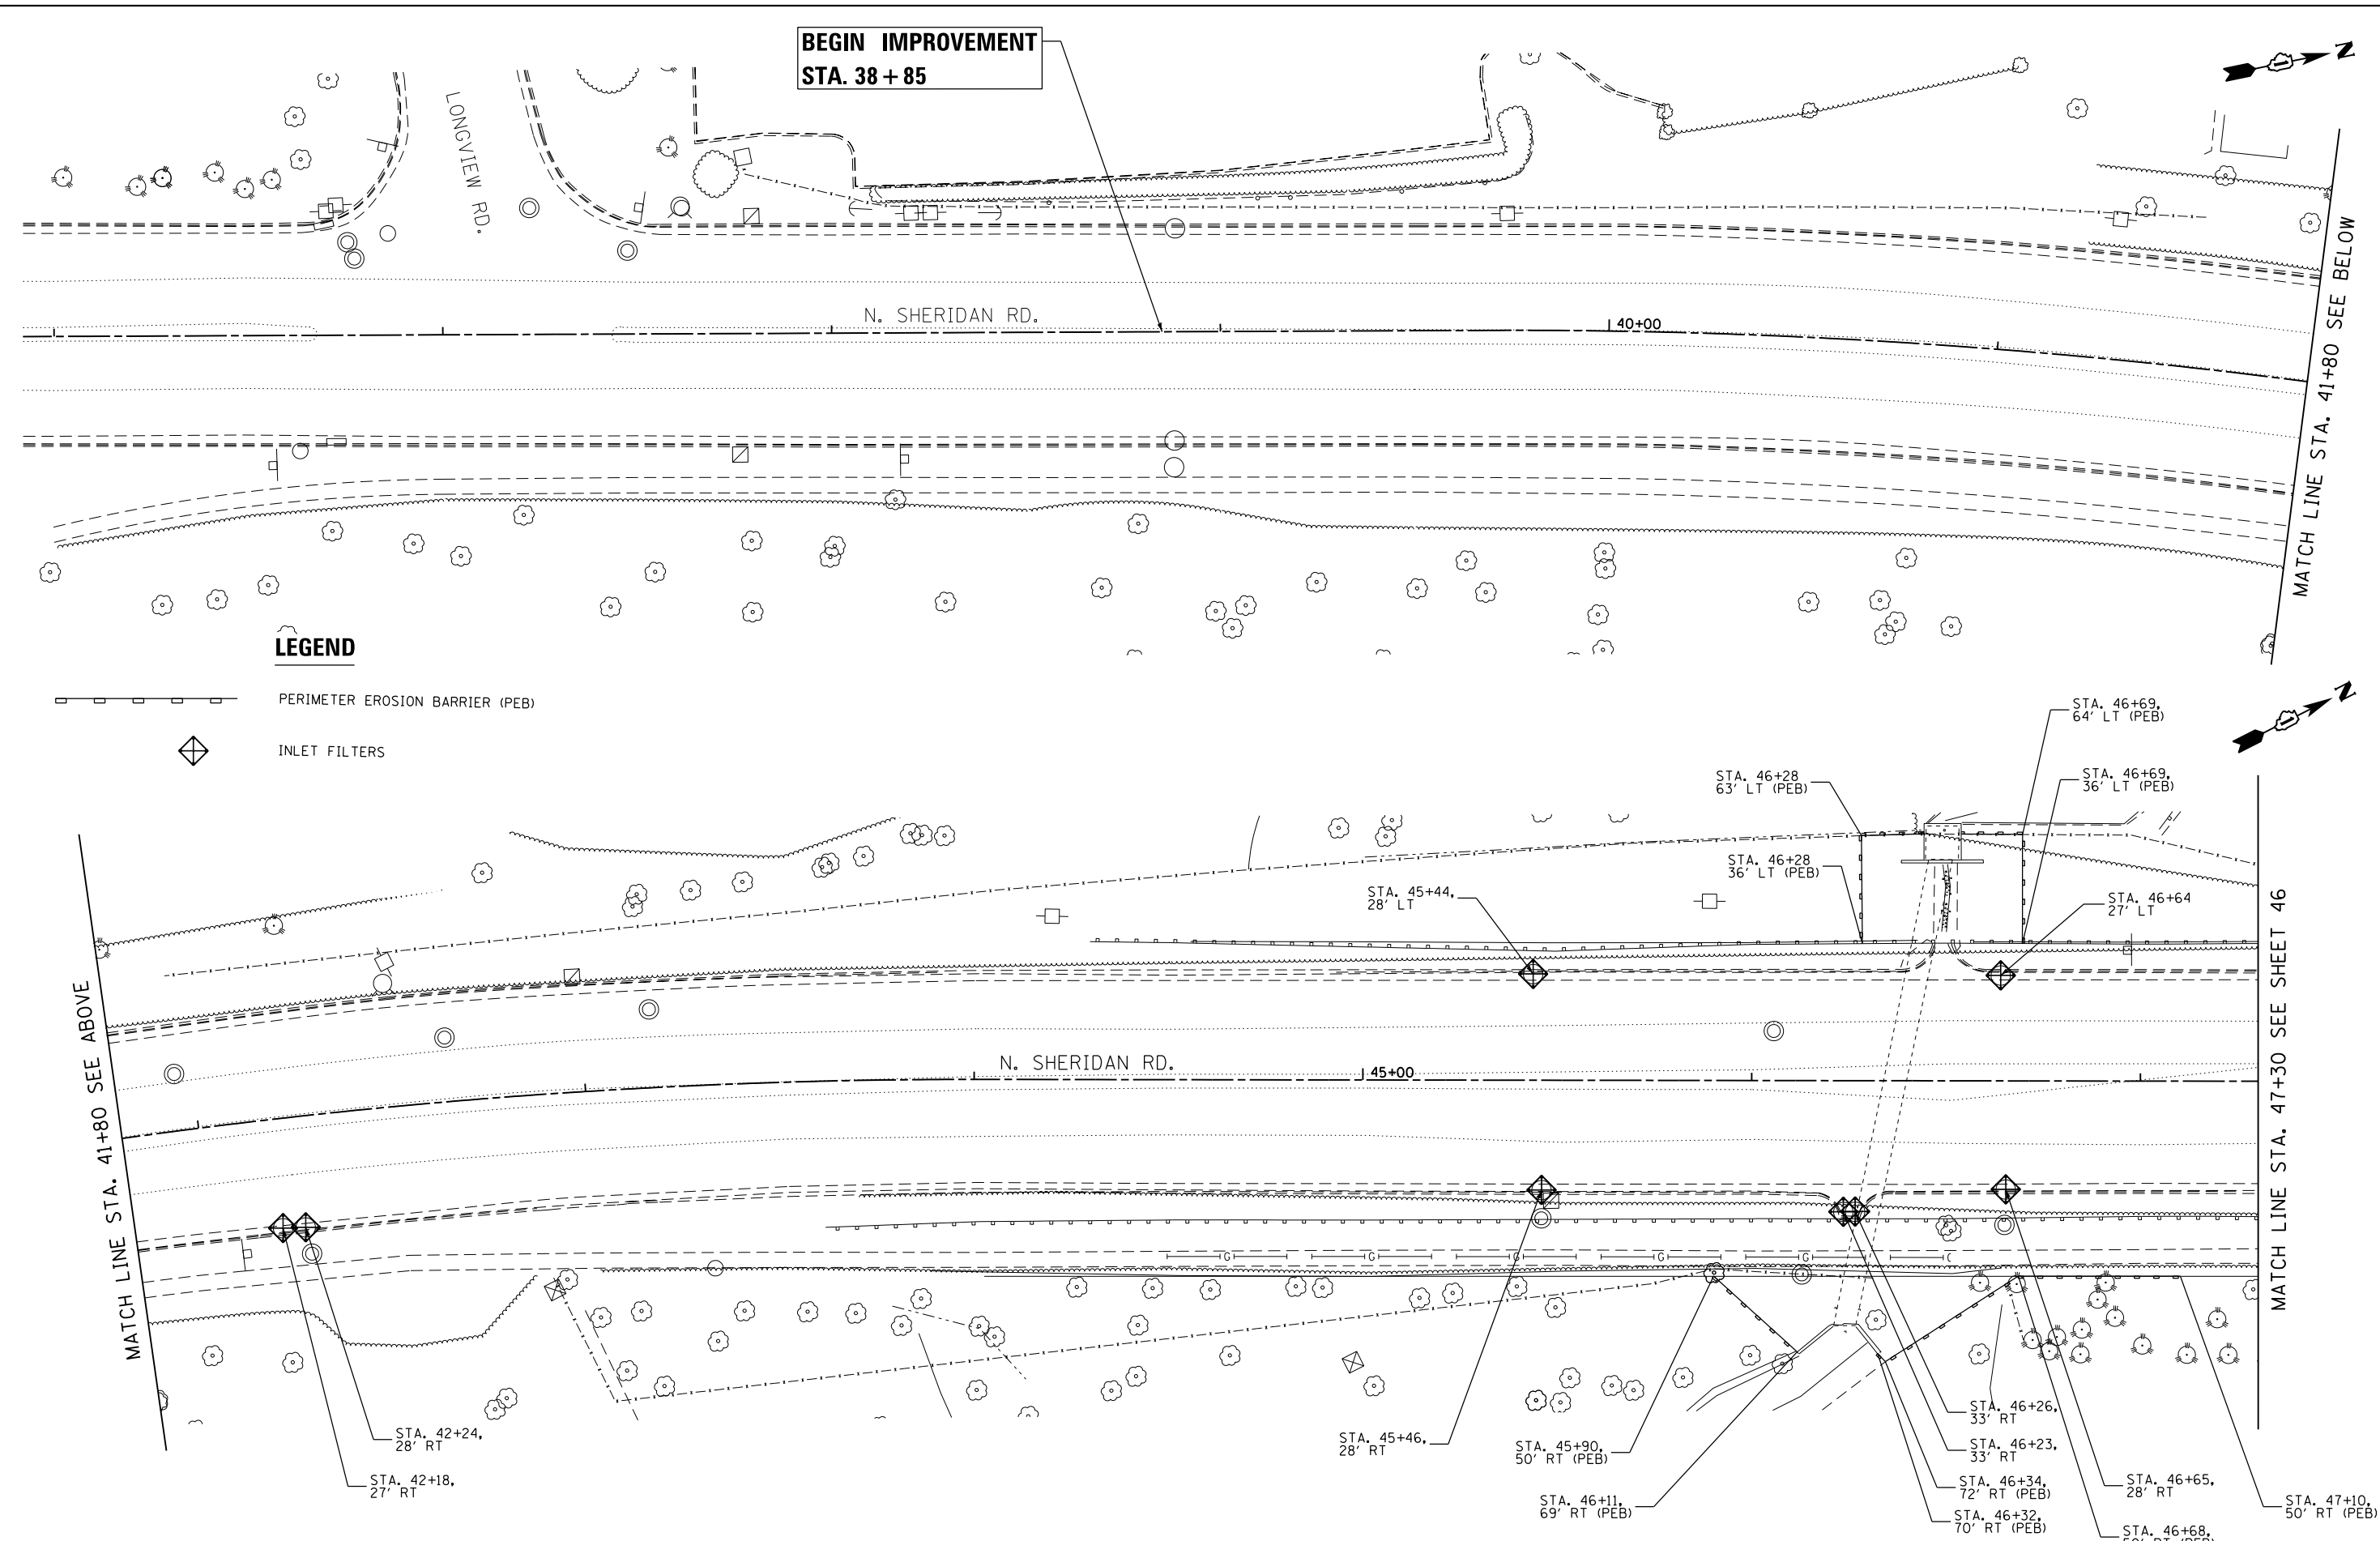 BEGIN IMPROVEMENT
STA. 38+85
LONGVIEW RD.
N
N. SHERIDAN RD.
40+00
MATCH LINE STA. 41+80 SEE BELOW
LEGEND
PERIMETER EROSION BARRIER (PEB)
INLET FILTERS
N
STA. 46+69,
64' LT (PEB)
STA. 46+28
63' LT (PEB)
STA. 46+69,
36' LT (PEB)
STA. 46+28
36' LT (PEB)
STA. 45+44,
28' LT
STA. 46+64
27' LT
MATCH LINE STA. 41+80 SEE ABOVE
N. SHERIDAN RD.
45+00
MATCH LINE STA. 47+30 SEE SHEET 46
G G G G G
STA. 42+24,
28' RT
STA. 42+18,
27' RT
STA. 45+46,
28' RT
STA. 45+90,
50' RT (PEB)
STA. 46+11,
69' RT (PEB)
STA. 46+26,
33' RT
STA. 46+23,
33' RT
STA. 46+34,
72' RT (PEB)
STA. 46+32,
70' RT (PEB)
STA. 46+65,
28' RT
STA. 46+68,
STA. 47+10,
50' RT (PEB)